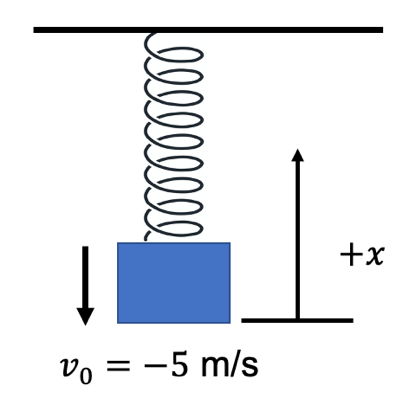 +x
v₀ = −5 m/s